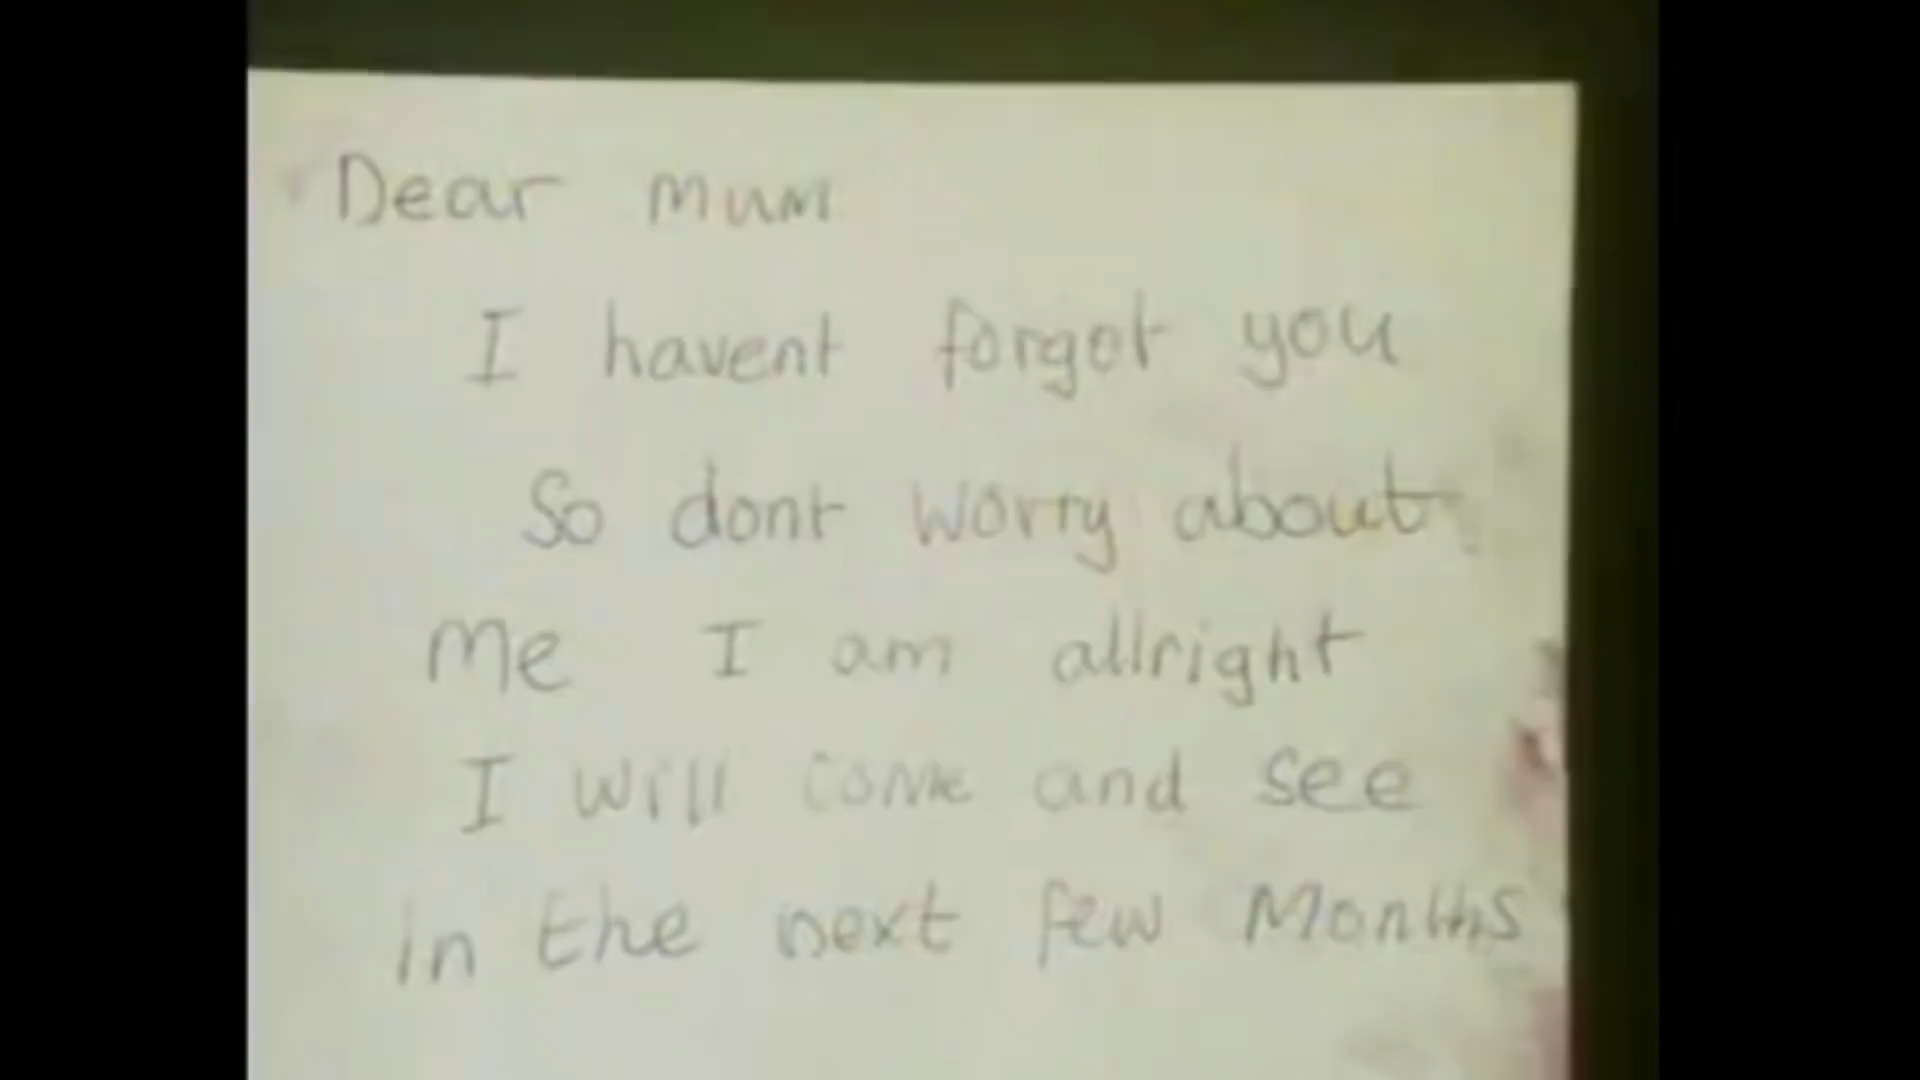 Dear Mum
I havent forgot you
So dont worry about
Me I am allright
I will come and see
in the next few Months